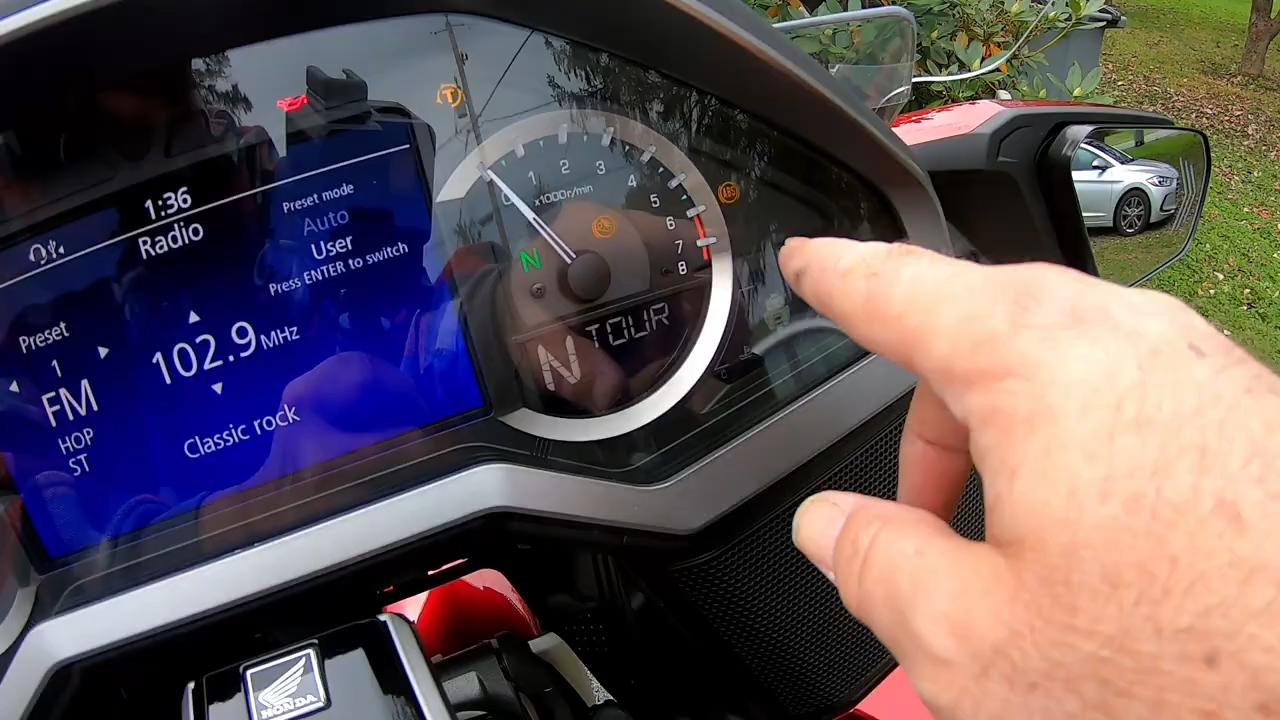 1:36
Radio
Preset mode
Auto
User
Press ENTER to switch
Preset
1
FM
HOP
ST
102.9 MHz
Classic rock
T
0 1 2 3 4 5 6 7 8
x1000r/min
N
TOUR
N
ABS
C
HONDA